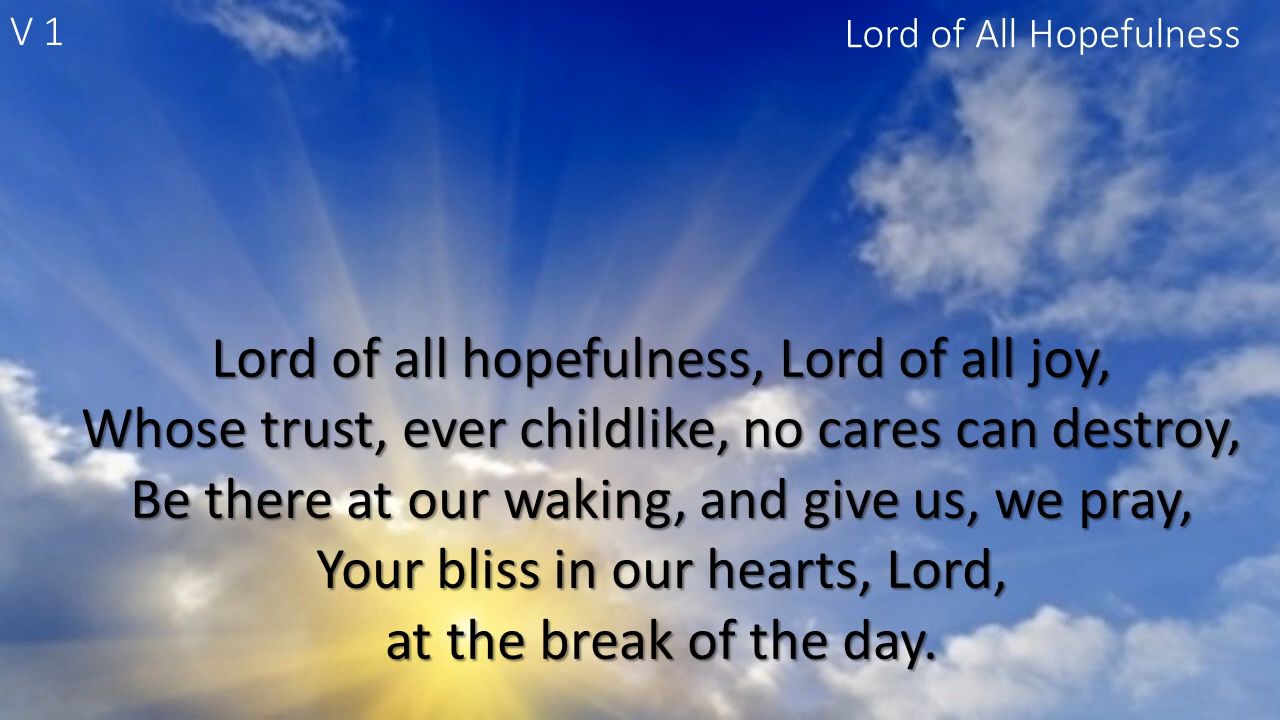 V 1
Lord of All Hopefulness
Lord of all hopefulness, Lord of all joy,
Whose trust, ever childlike, no cares can destroy,
Be there at our waking, and give us, we pray,
Your bliss in our hearts, Lord,
at the break of the day.